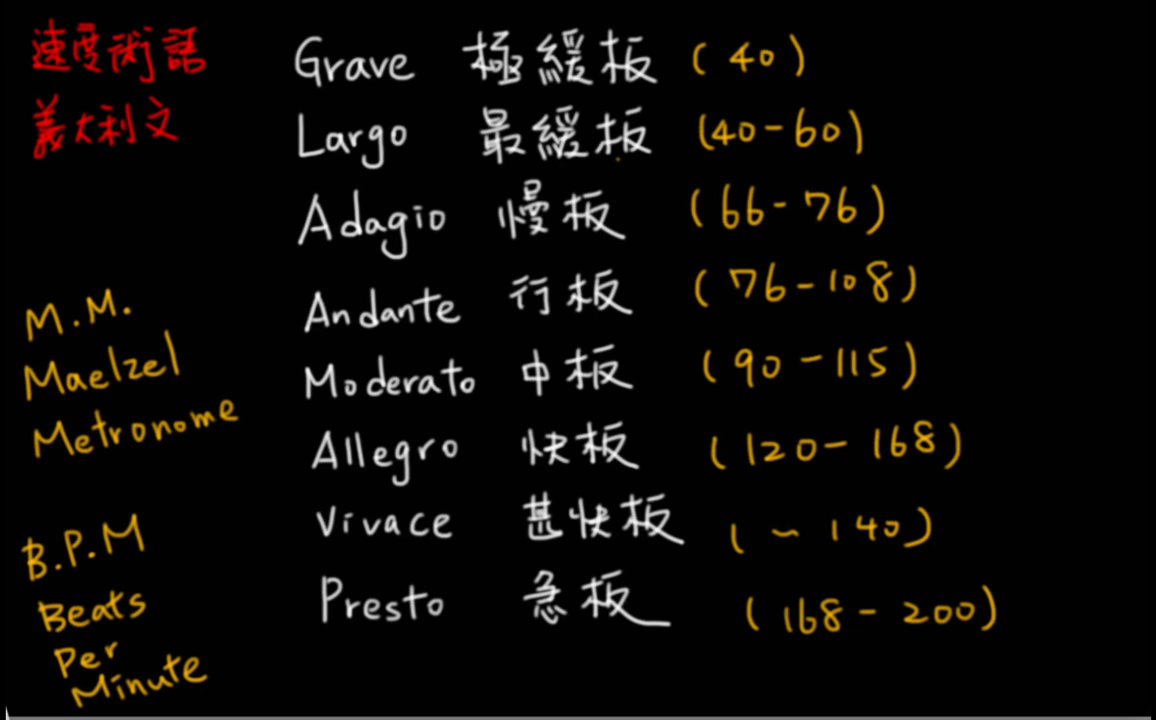 速度術語
義大利文
Grave 極緩板 (40)
Largo 最緩板 (40-60)
Adagio 慢板 (66-76)
Andante 行板 (76-108)
Moderato 中板 (90-115)
Allegro 快板 (120-168)
Vivace 甚快板 (~140)
Presto 急板 (168-200)
M.M.
Maelzel
Metronome
B.P.M
Beats
Per
Minute